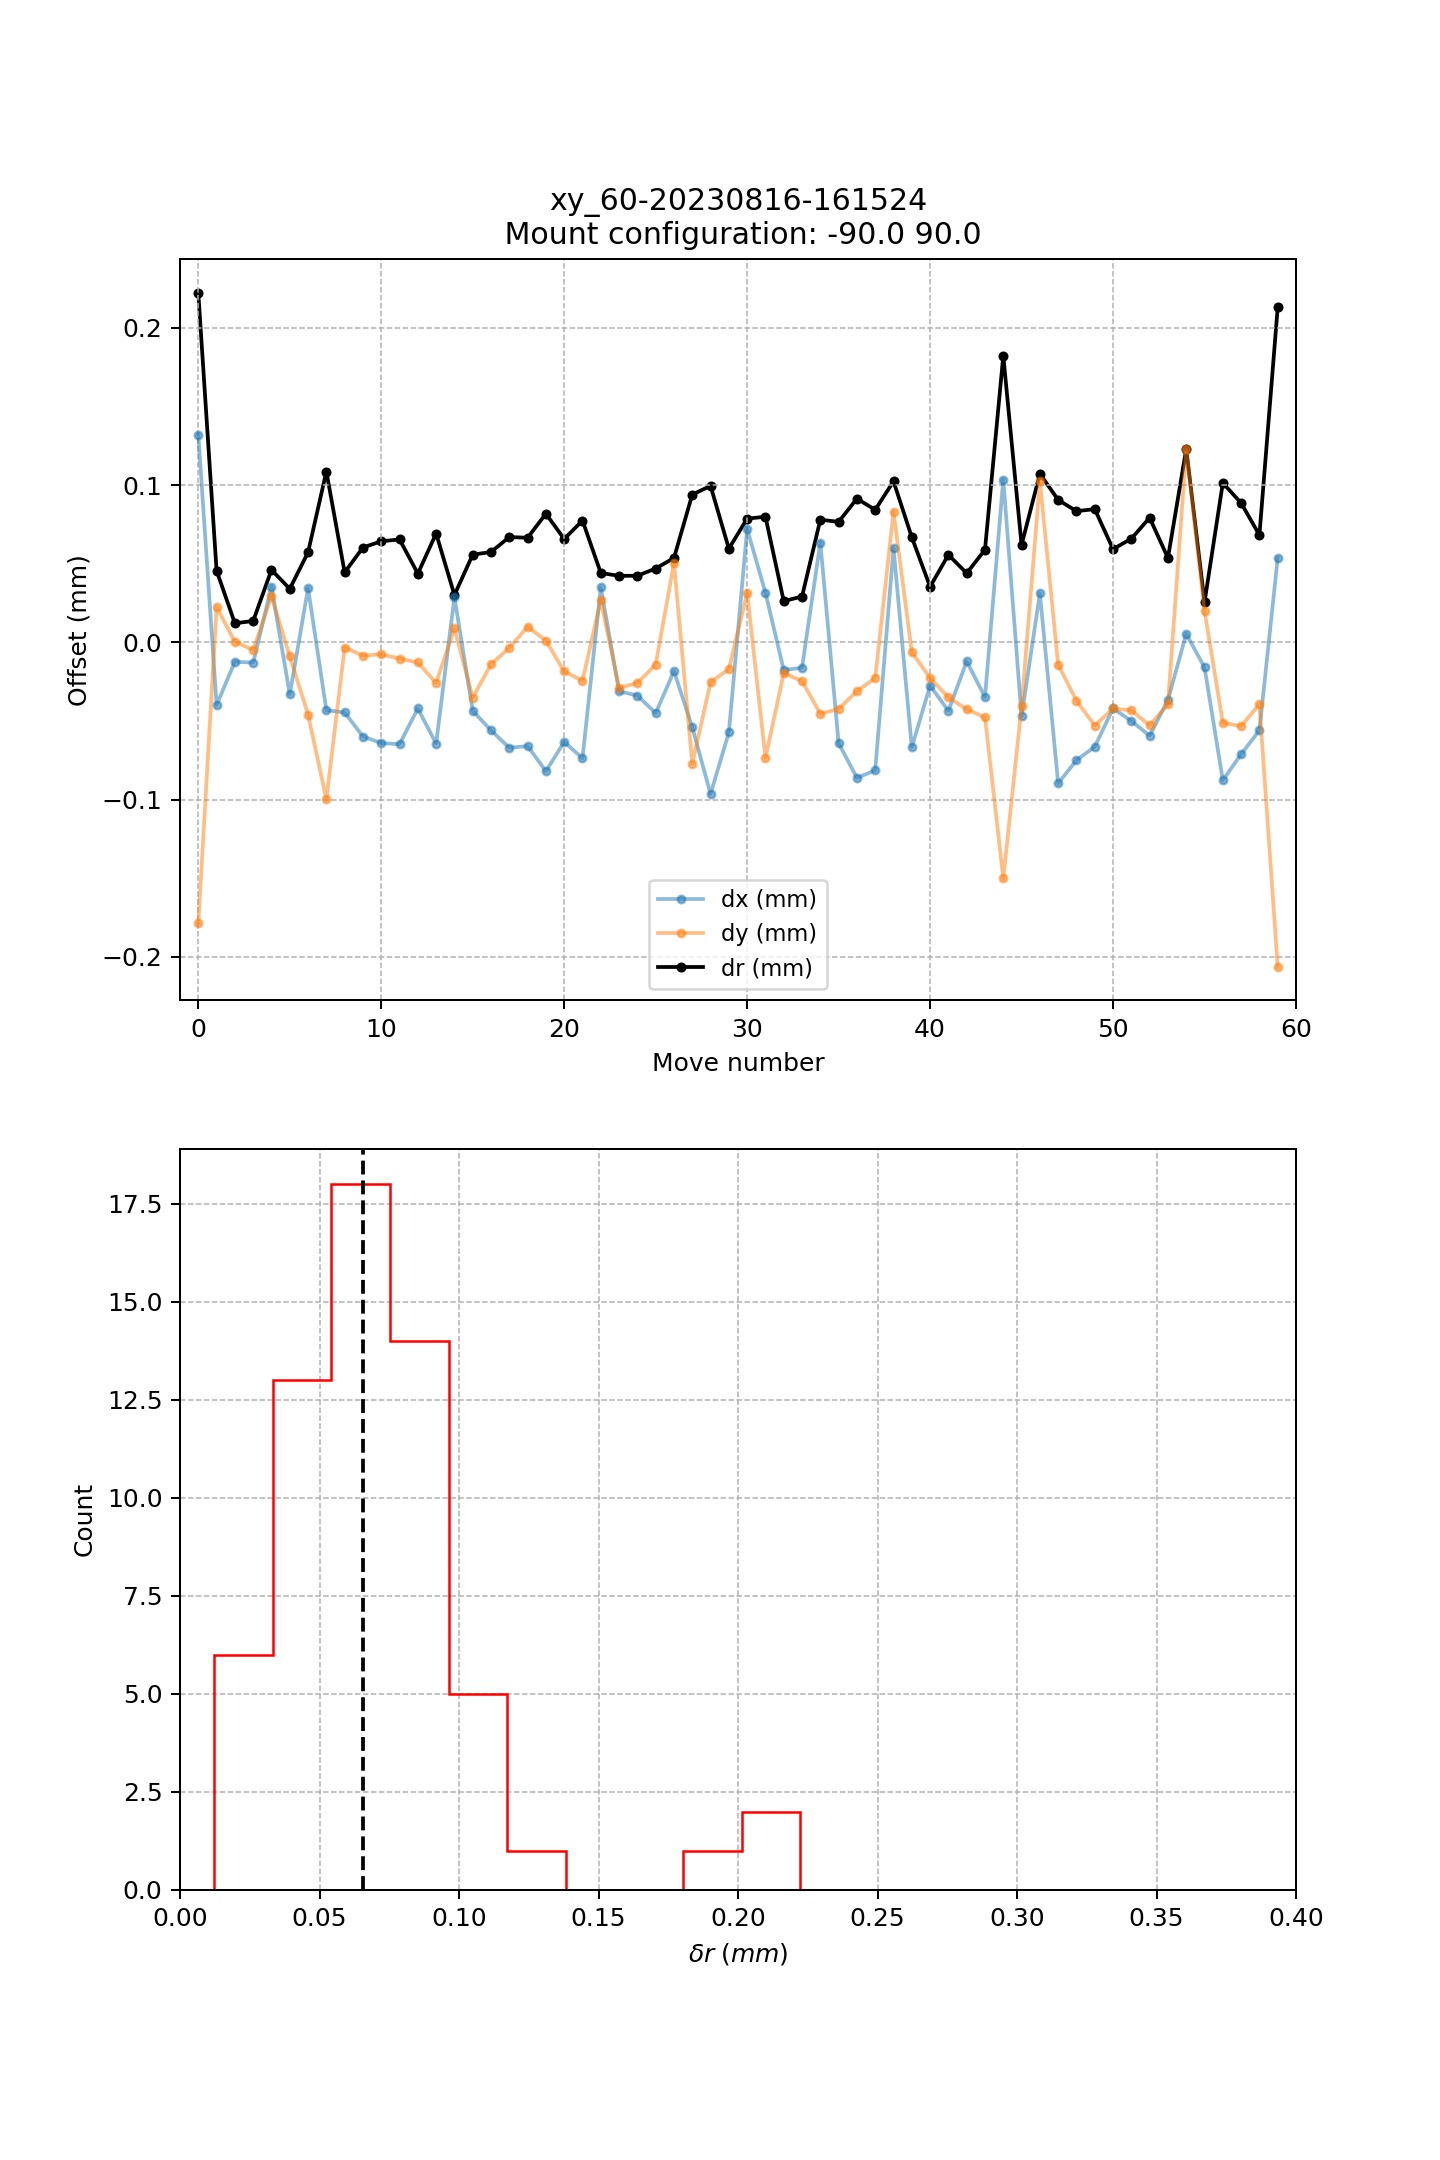 xy_60-20230816-161524
Mount configuration: -90.0 90.0
Offset (mm)
0.2
0.1
0.0
−0.1
−0.2
dx (mm)
dy (mm)
dr (mm)
0 10 20 30 40 50 60
Move number
Count
17.5
15.0
12.5
10.0
7.5
5.0
2.5
0.0
0.00 0.05 0.10 0.15 0.20 0.25 0.30 0.35 0.40
δr (mm)